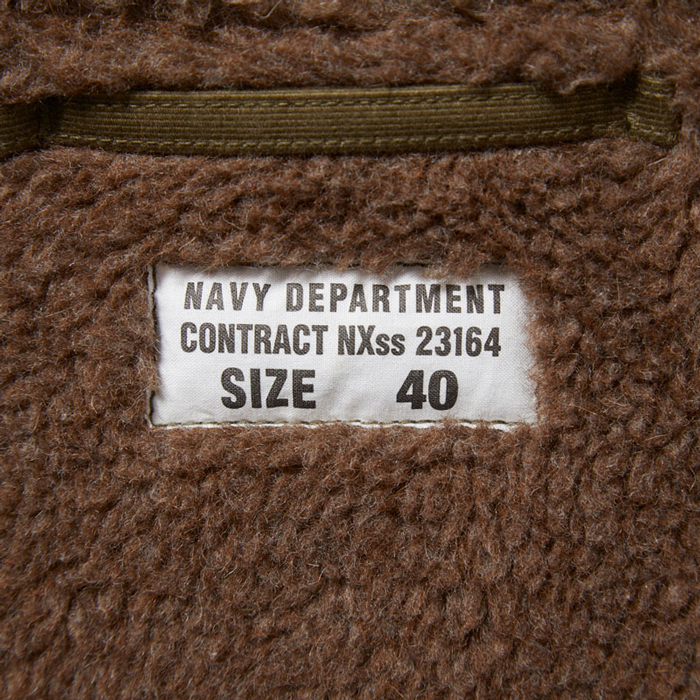 NAVY DEPARTMENT
CONTRACT NXss 23164
SIZE 40